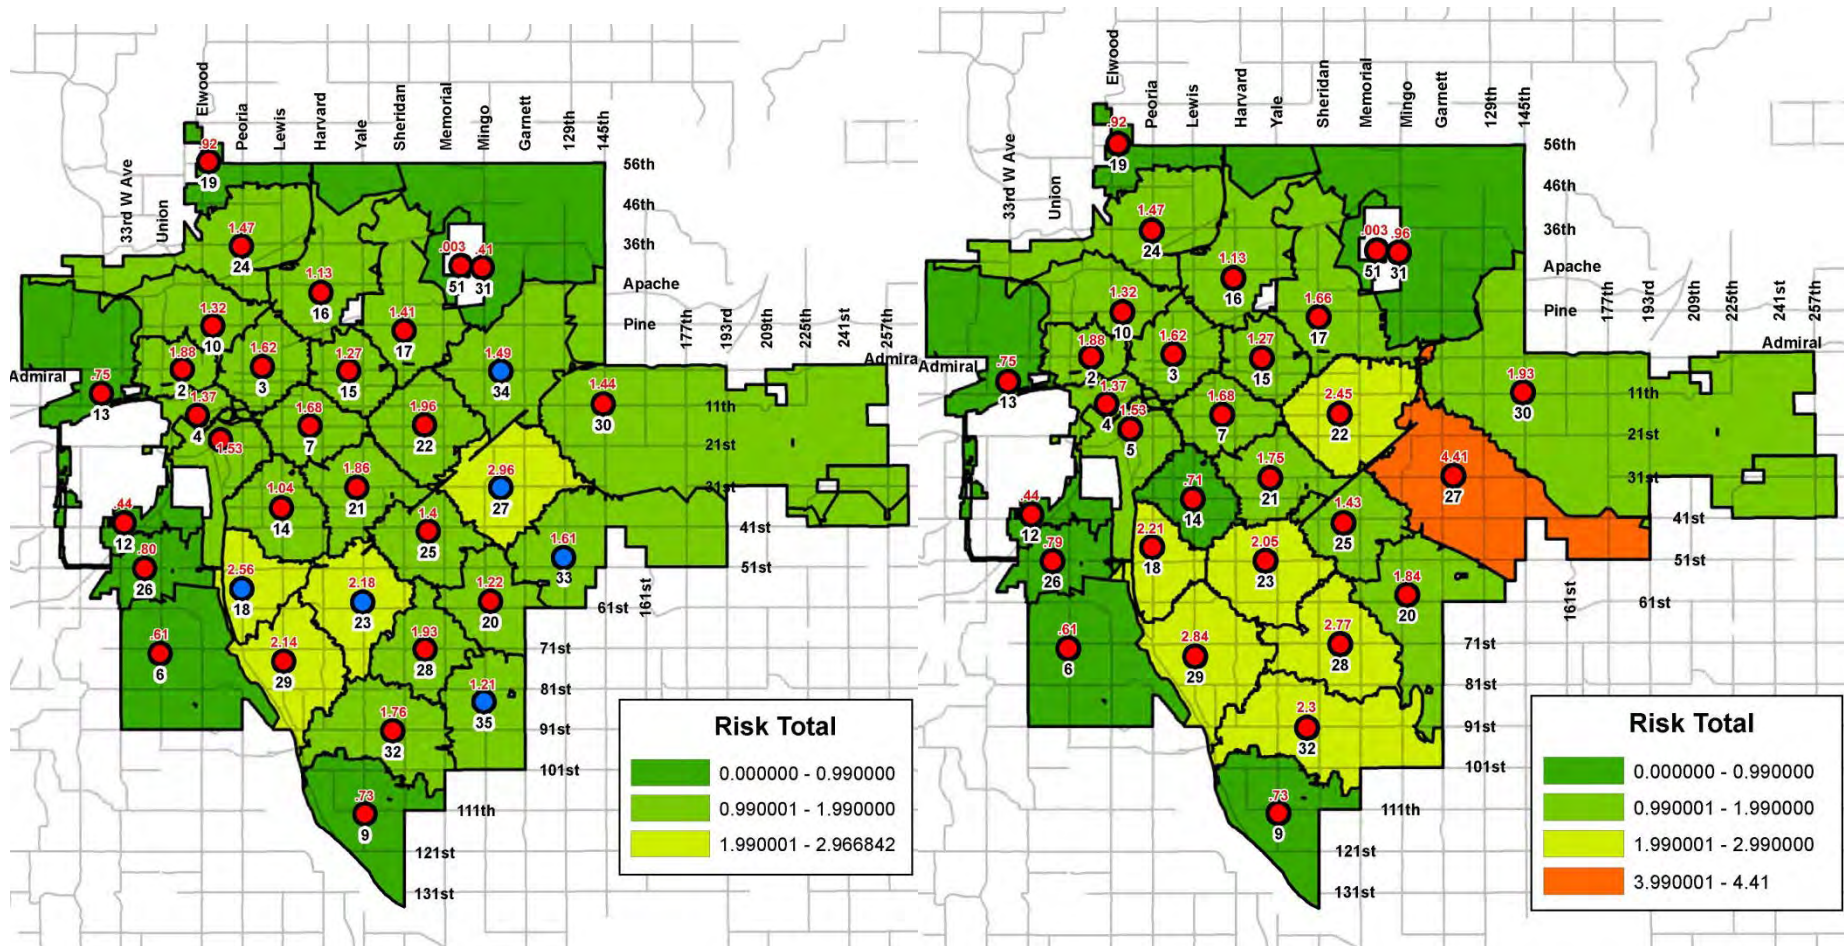 Elwood
Peoria
Lewis
Harvard
Yale
Sheridan
Memorial
Mingo
Garnett
129th
145th
33rd W Ave
Union
56th
46th
36th
Apache
Pine
177th
193rd
209th
225th
241st
257th
Admiral
Admira
11th
21st
31st
41st
51st
161st
61st
71st
81st
91st
101st
111th
121st
131st
.92
19
1.47
24
1.13
16
.003
51
.41
31
1.32
10
1.41
17
1.88
2
1.62
3
1.27
15
1.49
34
.75
13
1.37
4
1.53
1.68
7
1.96
22
1.44
30
1.86
21
2.96
27
1.04
14
.44
12
1.4
25
1.61
33
.80
26
2.56
18
2.18
23
1.22
20
.61
6
2.14
29
1.93
28
1.21
35
1.76
32
.73
9
Risk Total
0.000000 - 0.990000
0.990001 - 1.990000
1.990001 - 2.966842
Elwood
Peoria
Lewis
Harvard
Yale
Sheridan
Memorial
Mingo
Garnett
129th
145th
33rd W Ave
Union
56th
46th
36th
Apache
Pine
177th
193rd
209th
225th
241st
257th
Admiral
Admiral
11th
21st
31st
41st
51st
161st
61st
71st
81st
91st
101st
111th
121st
131st
.92
19
1.47
24
1.13
16
.003
51
.96
31
1.32
10
1.66
17
1.88
2
1.62
3
1.27
15
.75
13
1.37
4
1.53
5
1.68
7
2.45
22
1.93
30
1.75
21
4.41
27
.71
14
.44
12
1.43
25
.79
26
2.21
18
2.05
23
1.84
20
.61
6
2.84
29
2.77
28
2.3
32
.73
9
Risk Total
0.000000 - 0.990000
0.990001 - 1.990000
1.990001 - 2.990000
3.990001 - 4.41